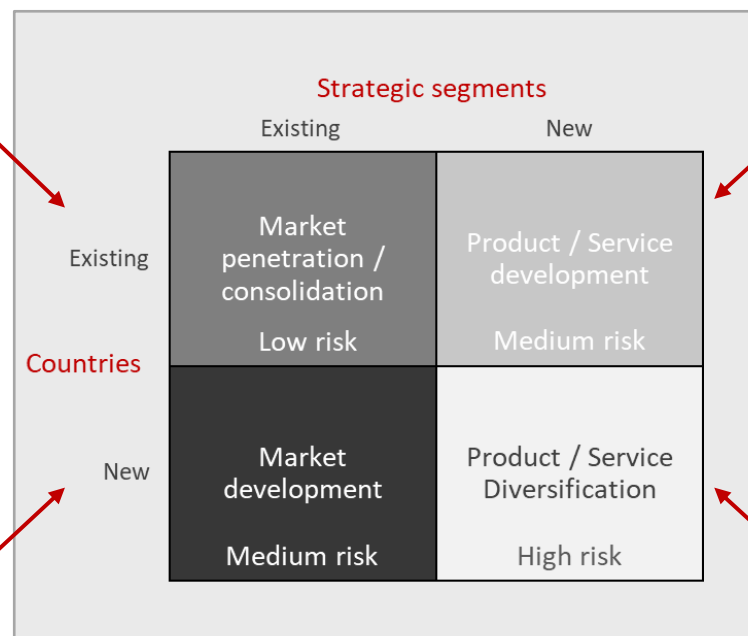 Strategic segments
Existing
New
Existing
Market
penetration /
consolidation
Low risk
Product / Service
development
Medium risk
Countries
New
Market
development
Medium risk
Product / Service
Diversification
High risk